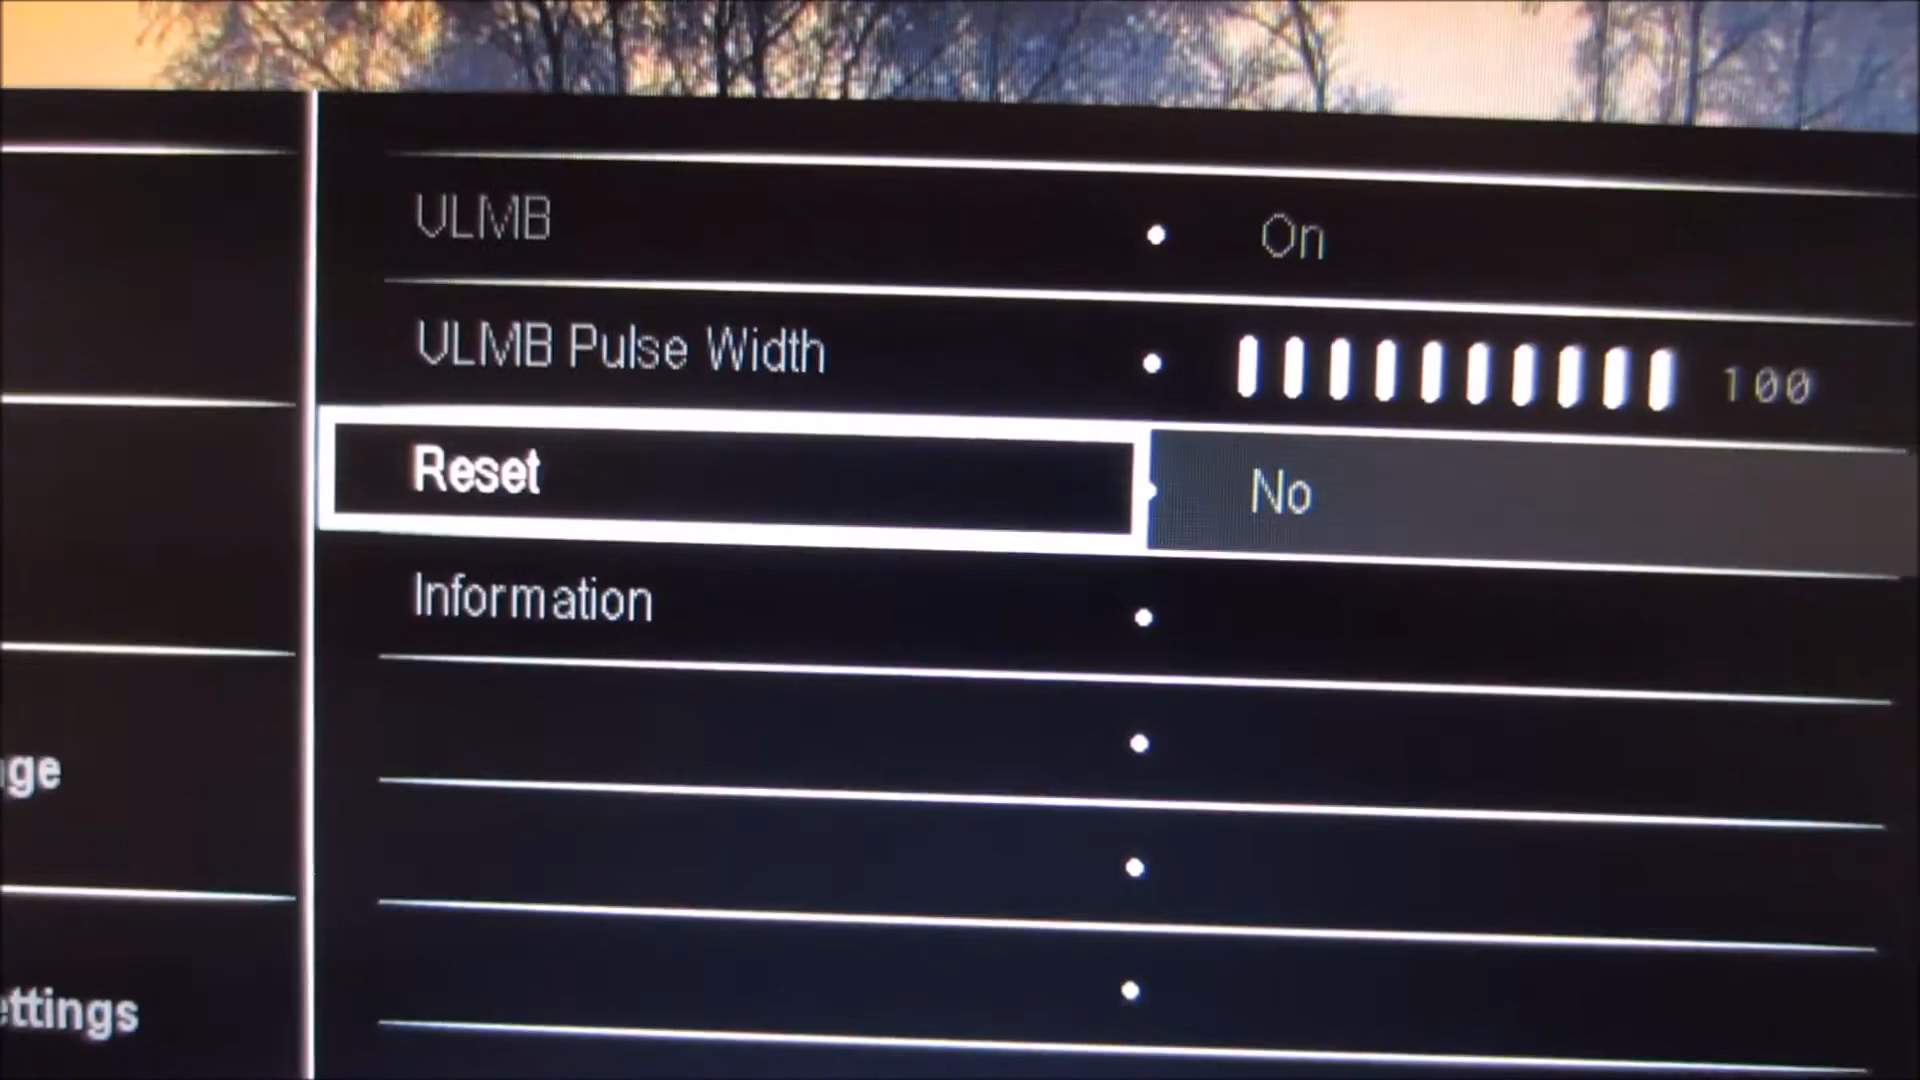 ULMB On
ULMB Pulse Width 100
Reset No
Information
ge
ettings